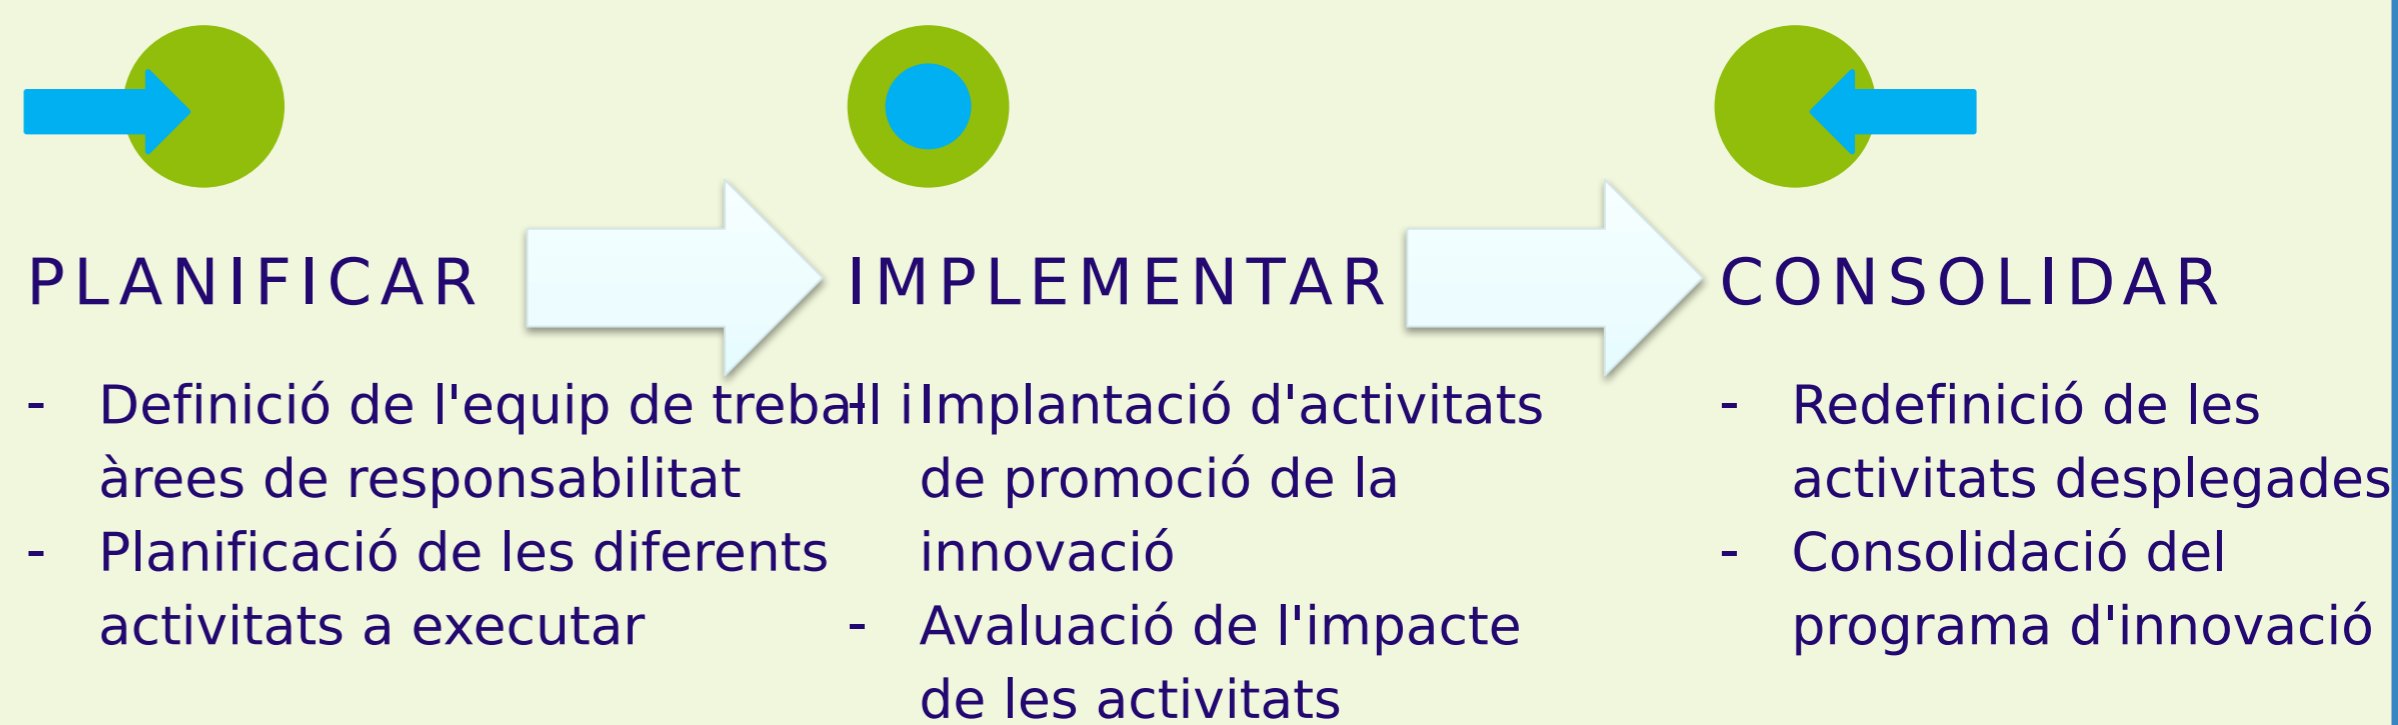 PLANIFICAR
- Definició de l'equip de treball i
àrees de responsabilitat
- Planificació de les diferents
activitats a executar
IMPLEMENTAR
- Implantació d'activitats
de promoció de la
innovació
- Avaluació de l'impacte
de les activitats
CONSOLIDAR
- Redefinició de les
activitats desplegades
- Consolidació del
programa d'innovació